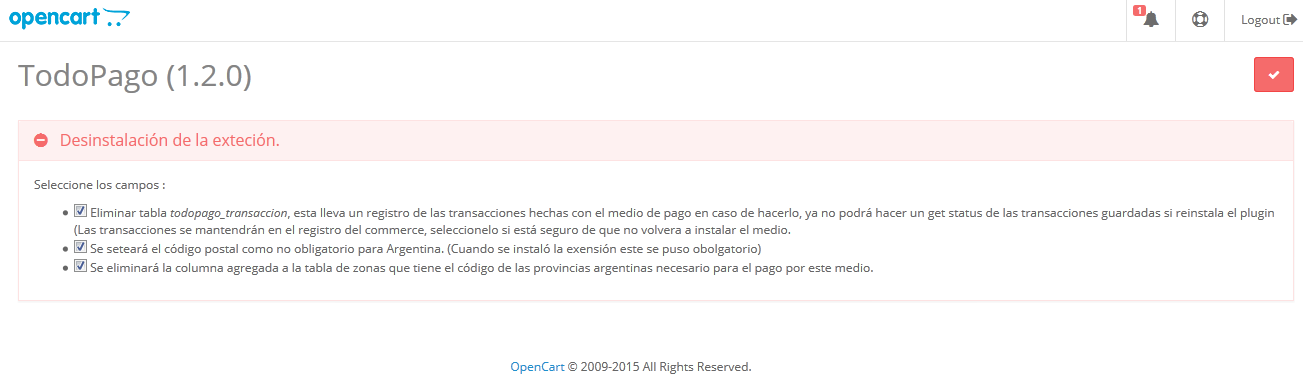 opencart
1
Logout
TodoPago (1.2.0)
Desinstalación de la exteción.
Seleccione los campos :
Eliminar tabla todopago_transaccion, esta lleva un registro de las transacciones hechas con el medio de pago en caso de hacerlo, ya no podrá hacer un get status de las transacciones guardadas si reinstala el plugin
(Las transacciones se mantendrán en el registro del commerce, seleccionelo si está seguro de que no volvera a instalar el medio.
Se seteará el código postal como no obligatorio para Argentina. (Cuando se instaló la exensión este se puso obolgatorio)
Se eliminará la columna agregada a la tabla de zonas que tiene el código de las provincias argentinas necesario para el pago por este medio.
OpenCart © 2009-2015 All Rights Reserved.